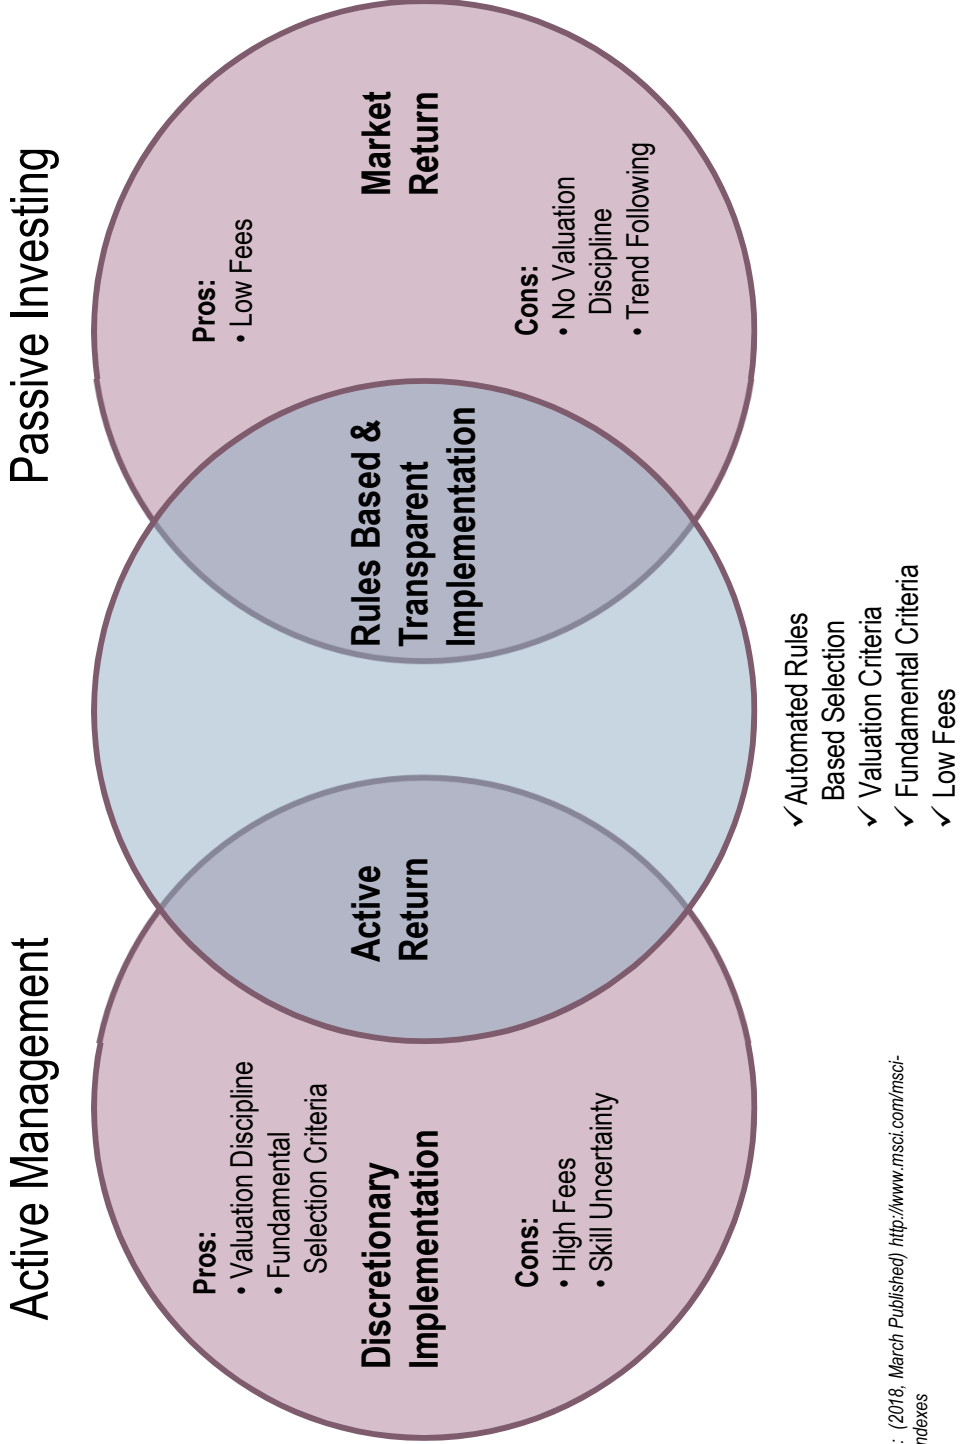 Active Management
Passive Investing
Pros:
• Valuation Discipline
• Fundamental
Selection Criteria
Discretionary
Implementation
Cons:
• High Fees
• Skill Uncertainty
Active
Return
Rules Based &
Transparent
Implementation
Pros:
• Low Fees
Market
Return
Cons:
• No Valuation
Discipline
• Trend Following
✓Automated Rules
Based Selection
✓ Valuation Criteria
✓ Fundamental Criteria
✓ Low Fees
: (2018, March Published) http://www.msci.com/msci-